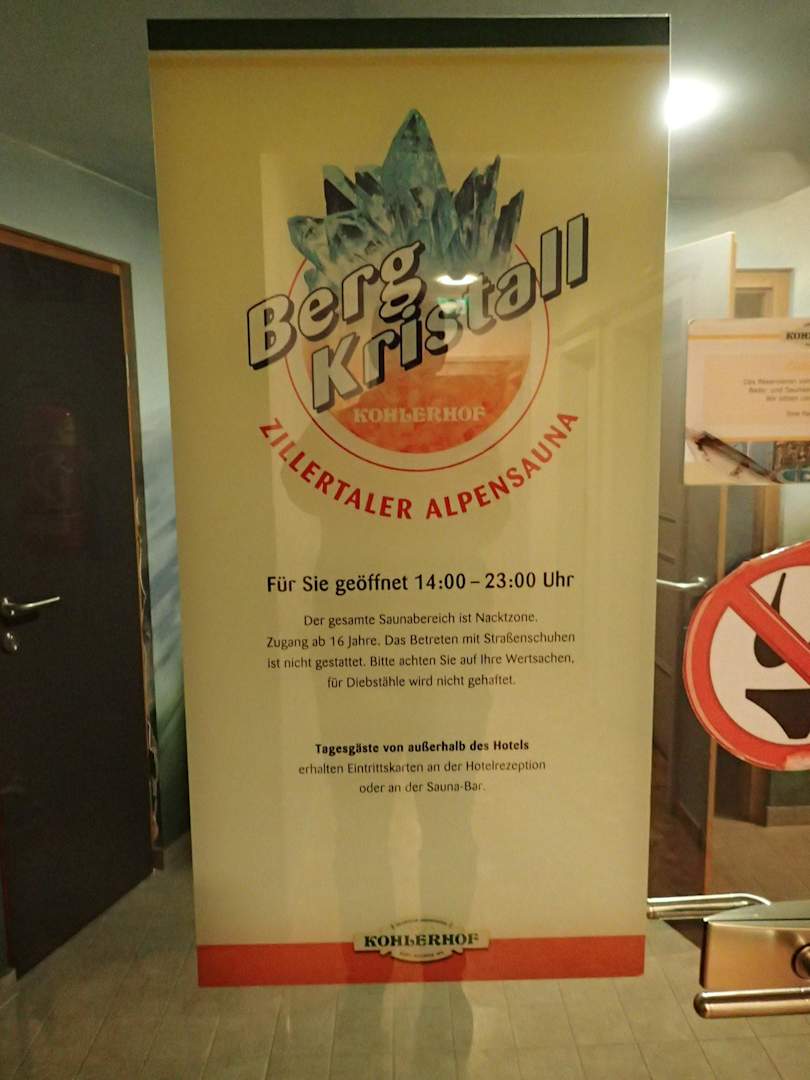 Berg
Kristall
KOHLERHOF
ZILLERTALER ALPENSAUNA
Für Sie geöffnet 14:00 – 23:00 Uhr
Der gesamte Saunabereich ist Nacktzone.
Zugang ab 16 Jahre. Das Betreten mit Straßenschuhen
ist nicht gestattet. Bitte achten Sie auf Ihre Wertsachen,
für Diebstähle wird nicht gehaftet.
Tagesgäste von außerhalb des Hotels
erhalten Eintrittskarten an der Hotelrezeption
oder an der Sauna-Bar.
KOHLERHOF
Das Reservieren